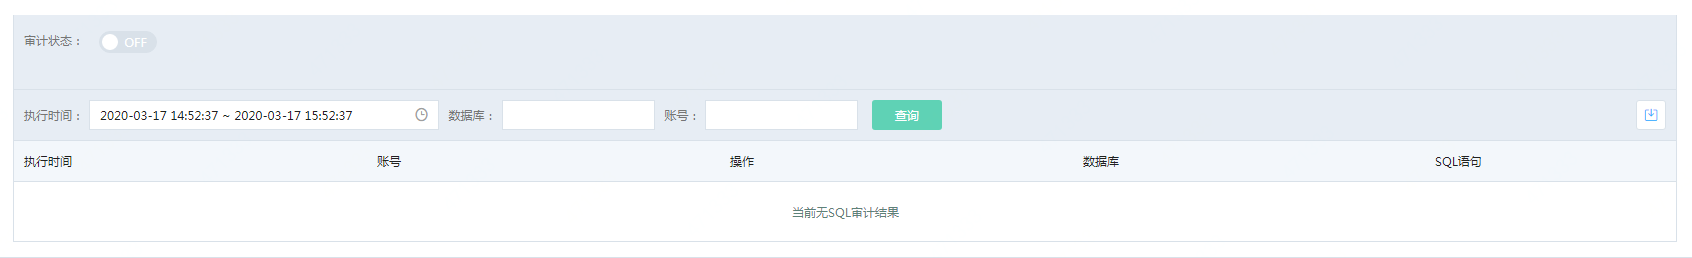 审计状态： OFF
执行时间： 2020-03-17 14:52:37 ~ 2020-03-17 15:52:37 数据库： 账号： 查询
执行时间 账号 操作 数据库 SQL语句
当前无SQL审计结果